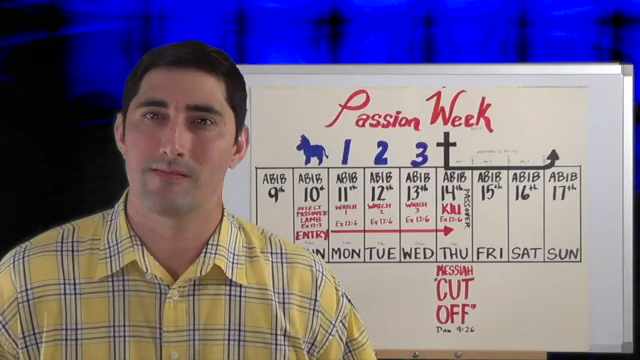 Passion Week
1 2 3
ABIB 9th
ABIB 10th SELECT PASSOVER LAMB EX 12:3 ENTRY
ABIB 11th WATCH 1 EX 12:6 MON
ABIB 12th WATCH 2 EX 12:6 TUE
ABIB 13th WATCH 3 EX 12:6 WED
ABIB 14th KILL EX 12:6 PASSOVER THU
ABIB 15th FRI
ABIB 16th SAT
ABIB 17th SUN
MESSIAH
"CUT
OFF"
Dan 9:26